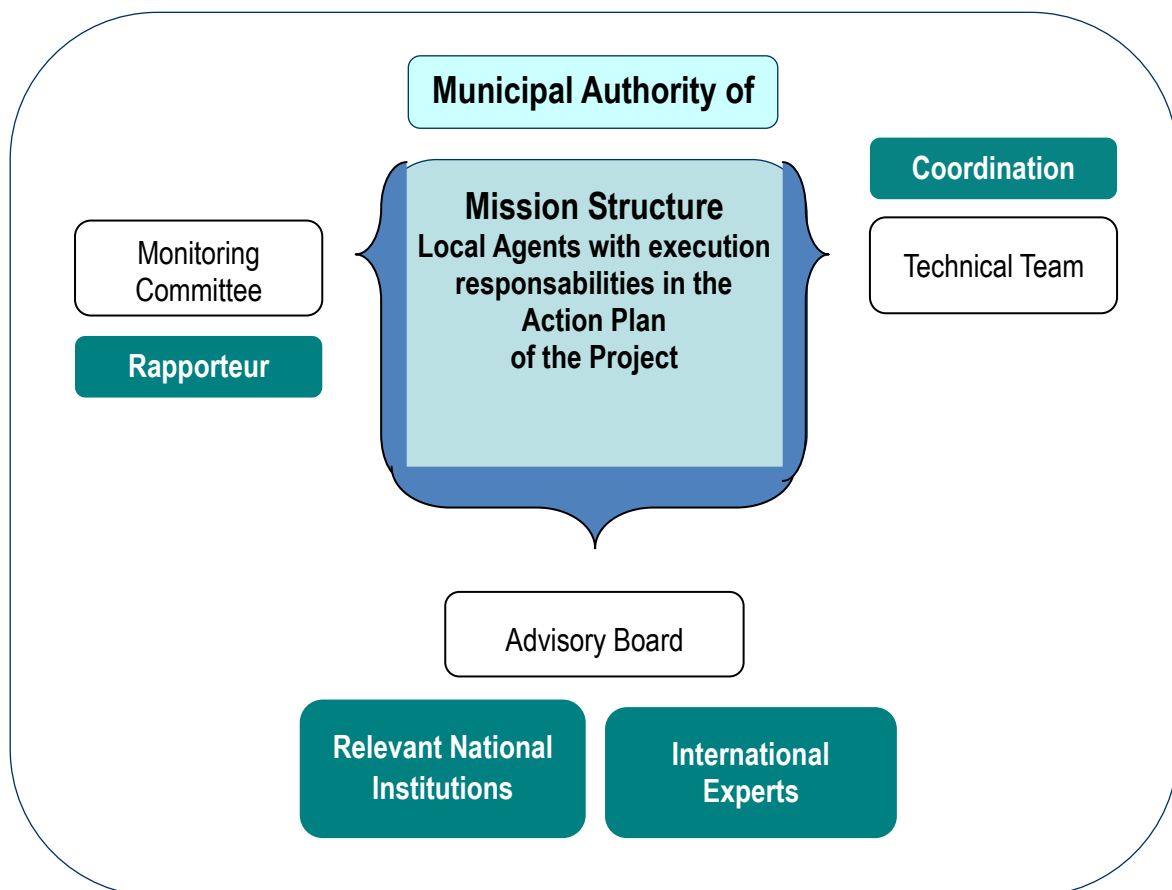 Municipal Authority of
Mission Structure
Local Agents with execution
responsabilities in the
Action Plan
of the Project
Monitoring
Committee
Rapporteur
Coordination
Technical Team
Advisory Board
Relevant National
Institutions
International
Experts